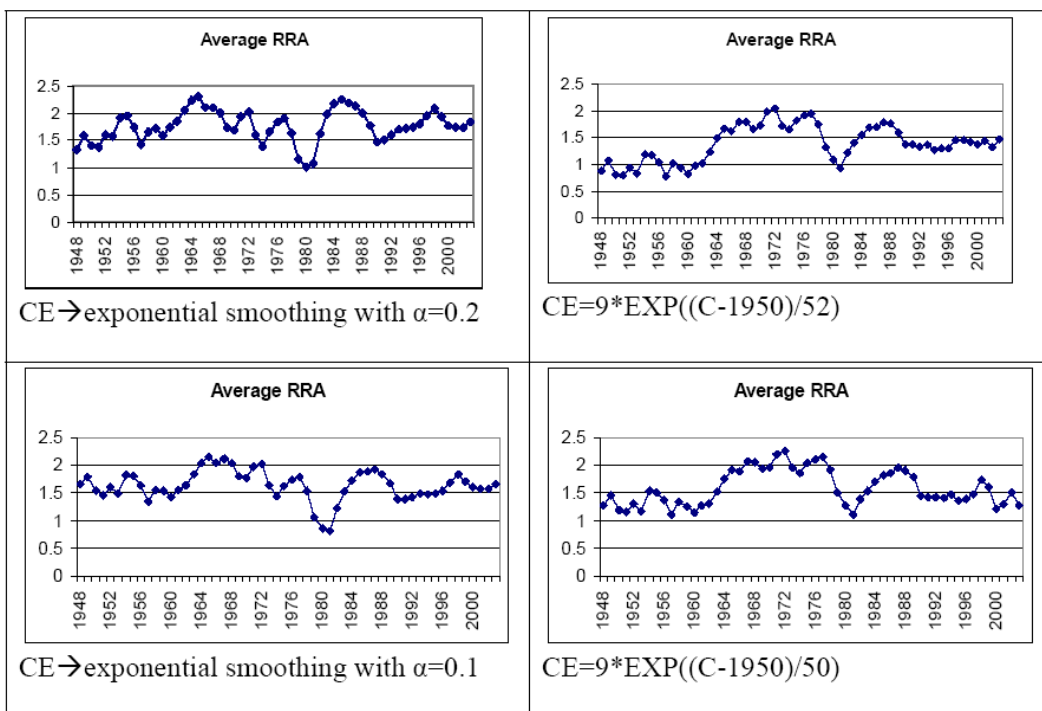 Average RRA
2.5
2
1.5
1
0.5
0
1948 1952 1956 1960 1964 1968 1972 1976 1980 1984 1988 1992 1996 2000
CE→exponential smoothing with α=0.2
Average RRA
2.5
2
1.5
1
0.5
0
1948 1952 1956 1960 1964 1968 1972 1976 1980 1984 1988 1992 1996 2000
CE=9*EXP((C-1950)/52)
Average RRA
2.5
2
1.5
1
0.5
0
1948 1952 1956 1960 1964 1968 1972 1976 1980 1984 1988 1992 1996 2000
CE→exponential smoothing with α=0.1
Average RRA
2.5
2
1.5
1
0.5
0
1948 1952 1956 1960 1964 1968 1972 1976 1980 1984 1988 1992 1996 2000
CE=9*EXP((C-1950)/50)